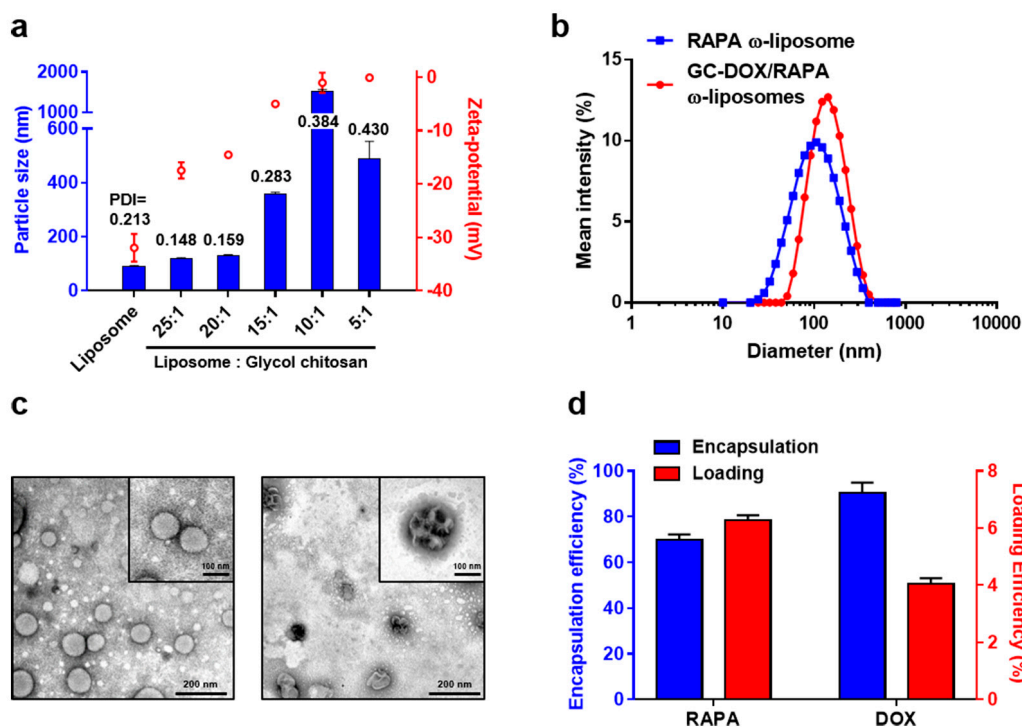 a
Particle size (nm)
2000
1000
600
400
200
0
PDI=
0.213
0.148
0.159
0.283
0.384
0.430
0
-10
-20
-30
-40
Zeta-potential (mV)
Liposome
25:1
20:1
15:1
10:1
5:1
Liposome : Glycol chitosan
b
RAPA ω-liposome
GC-DOX/RAPA
ω-liposomes
Mean intensity (%)
15
10
5
0
1
10
100
1000
10000
Diameter (nm)
c
100 nm
200 nm
100 nm
200 nm
d
Encapsulation
Loading
Encapsulation efficiency (%)
100
80
60
40
20
0
8
6
4
2
0
Loading Efficiency (%)
RAPA
DOX